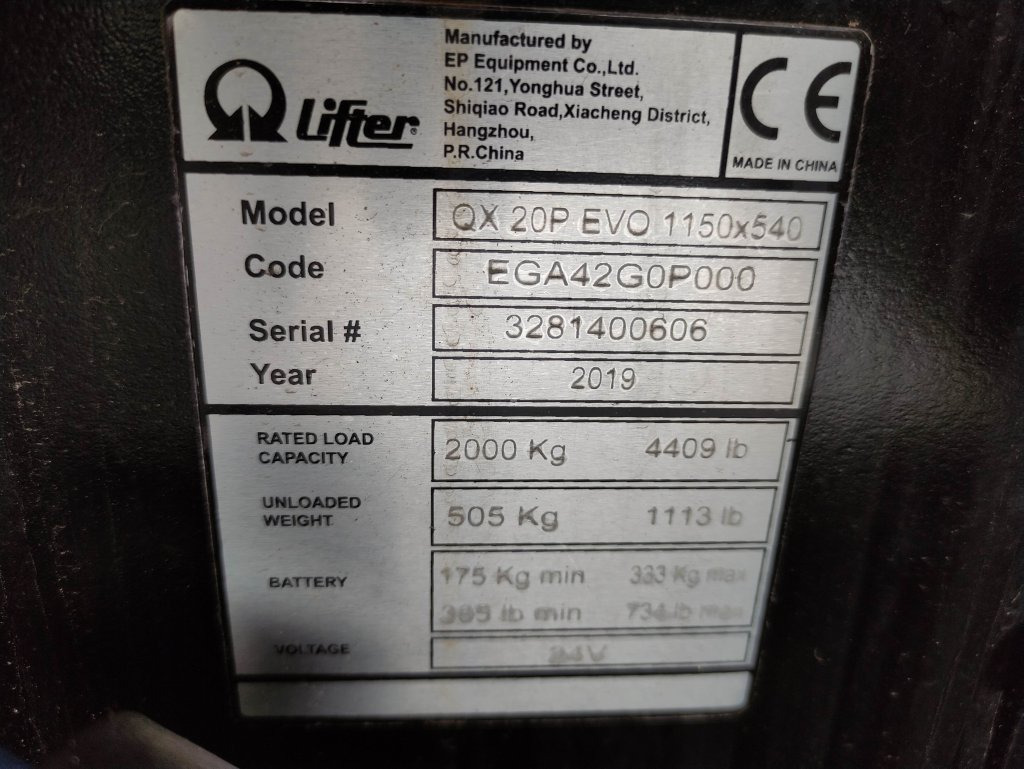 Lifter®
Manufactured by
EP Equipment Co.,Ltd.
No.121,Yonghua Street,
Shiqiao Road,Xiacheng District,
Hangzhou,
P.R.China
CE
MADE IN CHINA
Model QX 20P EVO 1150x540
Code EGA42G0P000
Serial # 3281400606
Year 2019
RATED LOAD
CAPACITY
2000 Kg 4409 lb
UNLOADED
WEIGHT
505 Kg 1113 lb
BATTERY
175 Kg min 333 Kg max
385 lb min 734 lb max
VOLTAGE 24V